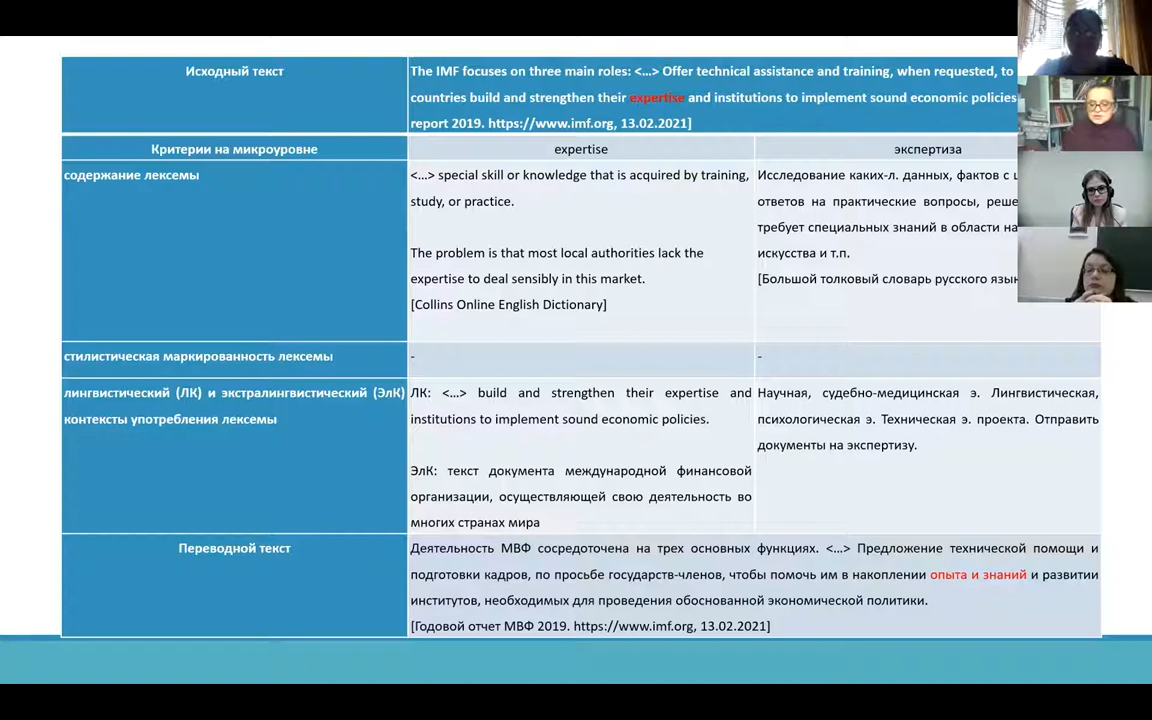 Исходный текст
The IMF focuses on three main roles: <…> Offer technical assistance and training, when requested, to
countries build and strengthen their expertise and institutions to implement sound economic policies
report 2019. https://www.imf.org, 13.02.2021]
Критерии на микроуровне
expertise
экспертиза
содержание лексемы
<…> special skill or knowledge that is acquired by training,
study, or practice.
The problem is that most local authorities lack the
expertise to deal sensibly in this market.
[Collins Online English Dictionary]
Исследование каких-л. данных, фактов с
ответов на практические вопросы,
требует специальных знаний в области
искусства и т.п.
[Большой толковый словарь русского
стилистическая маркированность лексемы
-
-
лингвистический (ЛК) и экстралингвистический (ЭлК)
контексты употребления лексемы
ЛК: <…> build and strengthen their expertise and
institutions to implement sound economic policies.
ЭлК: текст документа международной финансовой
организации, осуществляющей свою деятельность во
многих странах мира
Научная, судебно-медицинская э. Лингвистическая,
психологическая э. Техническая э. проекта. Отправить
документы на экспертизу.
Переводной текст
Деятельность МВФ сосредоточена на трех основных функциях. <…> Предложение технической помощи и
подготовки кадров, по просьбе государств-членов, чтобы помочь им в накоплении опыта и знаний и развитии
институтов, необходимых для проведения обоснованной экономической политики.
[Годовой отчет МВФ 2019. https://www.imf.org, 13.02.2021]